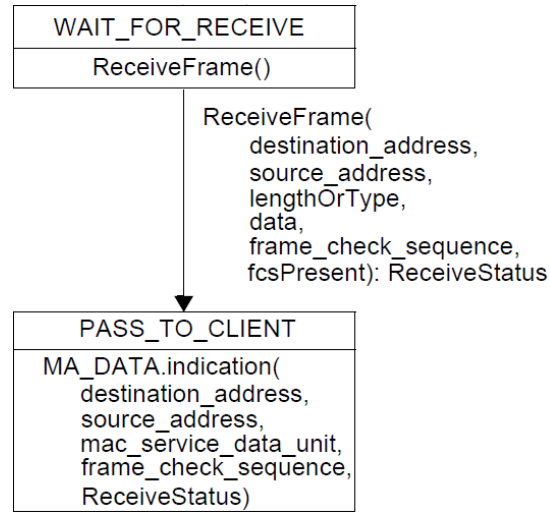 WAIT_FOR_RECEIVE
ReceiveFrame()
ReceiveFrame(
destination_address,
source_address,
lengthOrType,
data,
frame_check_sequence,
fcsPresent): ReceiveStatus
PASS_TO_CLIENT
MA_DATA.indication(
destination_address,
source_address,
mac_service_data_unit,
frame_check_sequence,
ReceiveStatus)